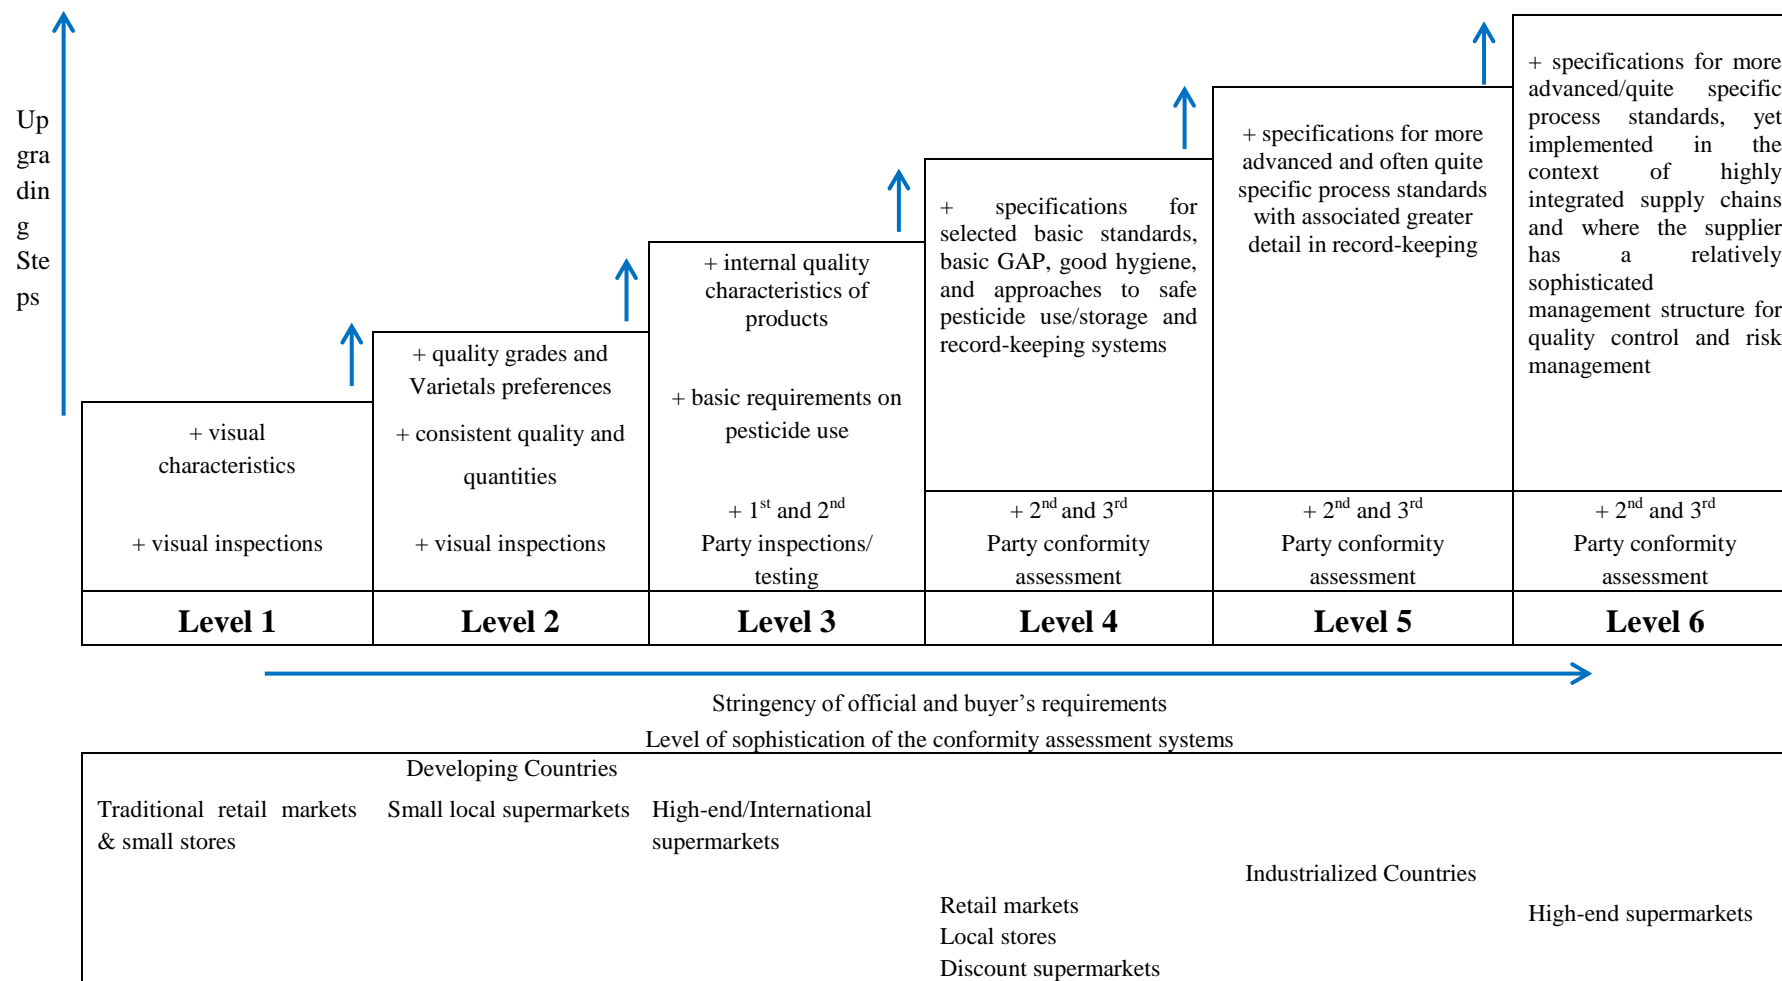 Up
gra
din
g
Ste
ps
+ visual
characteristics
+ visual inspections
+ quality grades and
Varietals preferences
+ consistent quality and
quantities
+ visual inspections
+ internal quality
characteristics of
products
+ basic requirements on
pesticide use
+ 1st and 2nd
Party inspections/
testing
+ specifications for
selected basic standards,
basic GAP, good hygiene,
and approaches to safe
pesticide use/storage and
record-keeping systems
+ 2nd and 3rd
Party conformity
assessment
+ specifications for more
advanced and often quite
specific process standards
with associated greater
detail in record-keeping
+ 2nd and 3rd
Party conformity
assessment
+ specifications for more
advanced/quite specific
process standards, yet
implemented in the
context of highly
integrated supply chains
and where the supplier
has a relatively
sophisticated
management structure for
quality control and risk
management
+ 2nd and 3rd
Party conformity
assessment
Level 1
Level 2
Level 3
Level 4
Level 5
Level 6
Stringency of official and buyer’s requirements
Level of sophistication of the conformity assessment systems
Developing Countries
Traditional retail markets
& small stores
Small local supermarkets
High-end/International
supermarkets
Industrialized Countries
Retail markets
Local stores
Discount supermarkets
High-end supermarkets